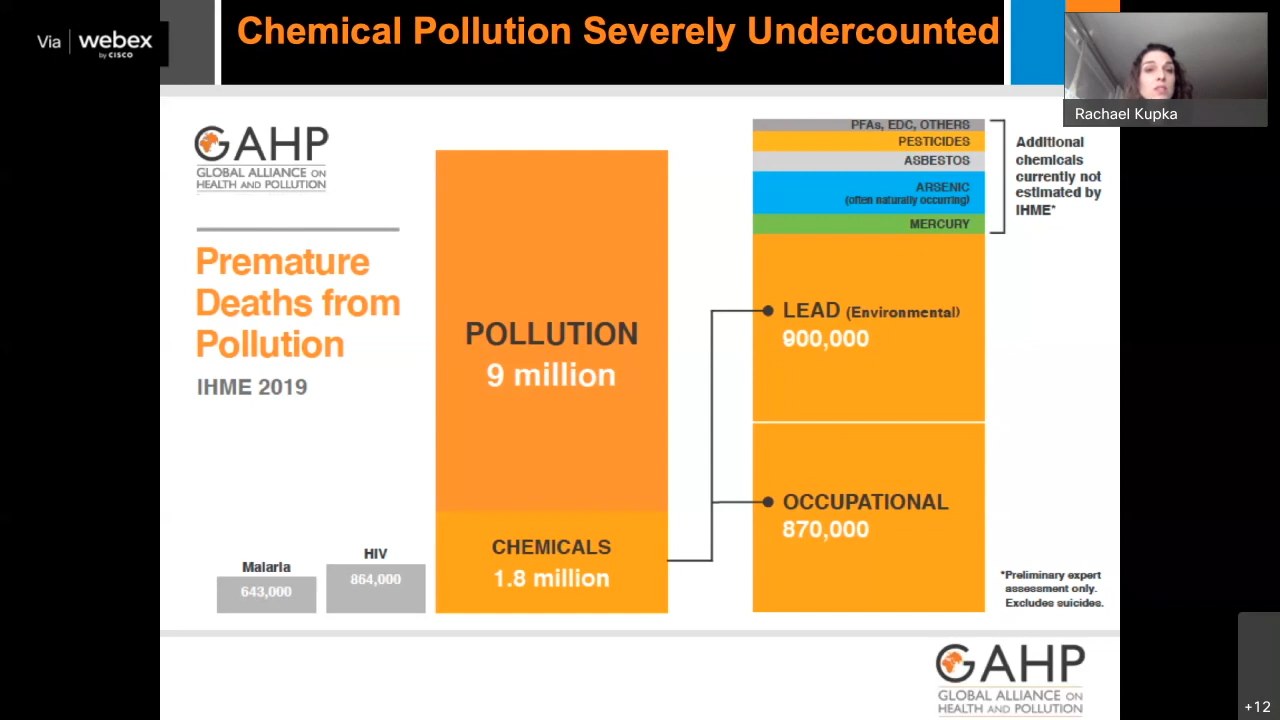 Via webex
by CISCO
Chemical Pollution Severely Undercounted
Rachael Kupka
GAHP
GLOBAL ALLIANCE ON
HEALTH AND POLLUTION
Premature
Deaths from
Pollution
IHME 2019
Malaria
643,000
HIV
864,000
POLLUTION
9 million
CHEMICALS
1.8 million
PFAs, EDC, OTHERS
PESTICIDES
ASBESTOS
ARSENIC
(often naturally occurring)
MERCURY
LEAD (Environmental)
900,000
OCCUPATIONAL
870,000
Additional
chemicals
currently not
estimated by
IHME*
*Preliminary expert
assessment only.
Excludes suicides.
GAHP
GLOBAL ALLIANCE ON
HEALTH AND POLLUTION
+12